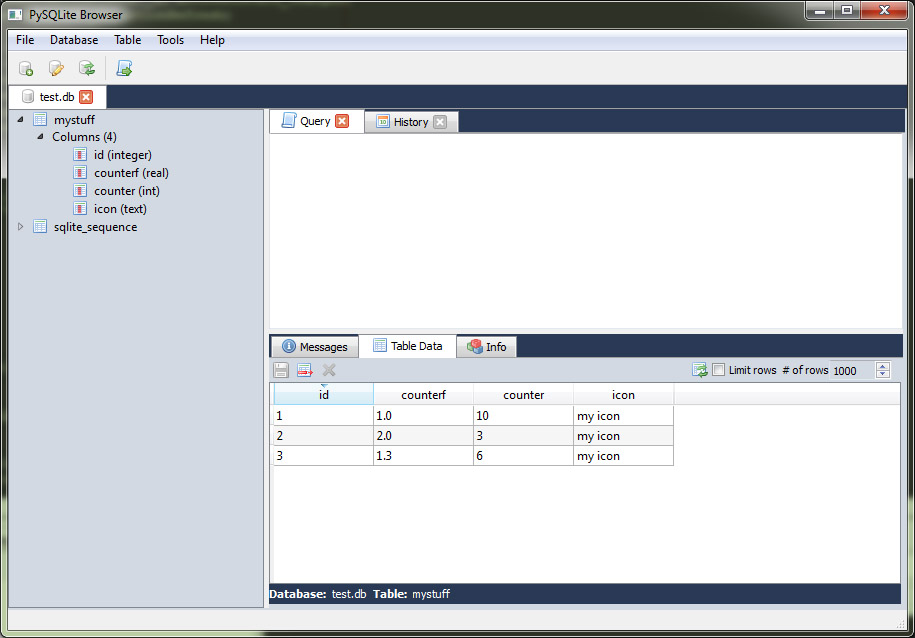 PySQLite Browser
File Database Table Tools Help
test.db
mystuff
Columns (4)
id (integer)
counterf (real)
counter (int)
icon (text)
sqlite_sequence
Query History
Messages Table Data Info
Limit rows # of rows 1000
id counterf counter icon
1 1.0 10 my icon
2 2.0 3 my icon
3 1.3 6 my icon
Database: test.db Table: mystuff